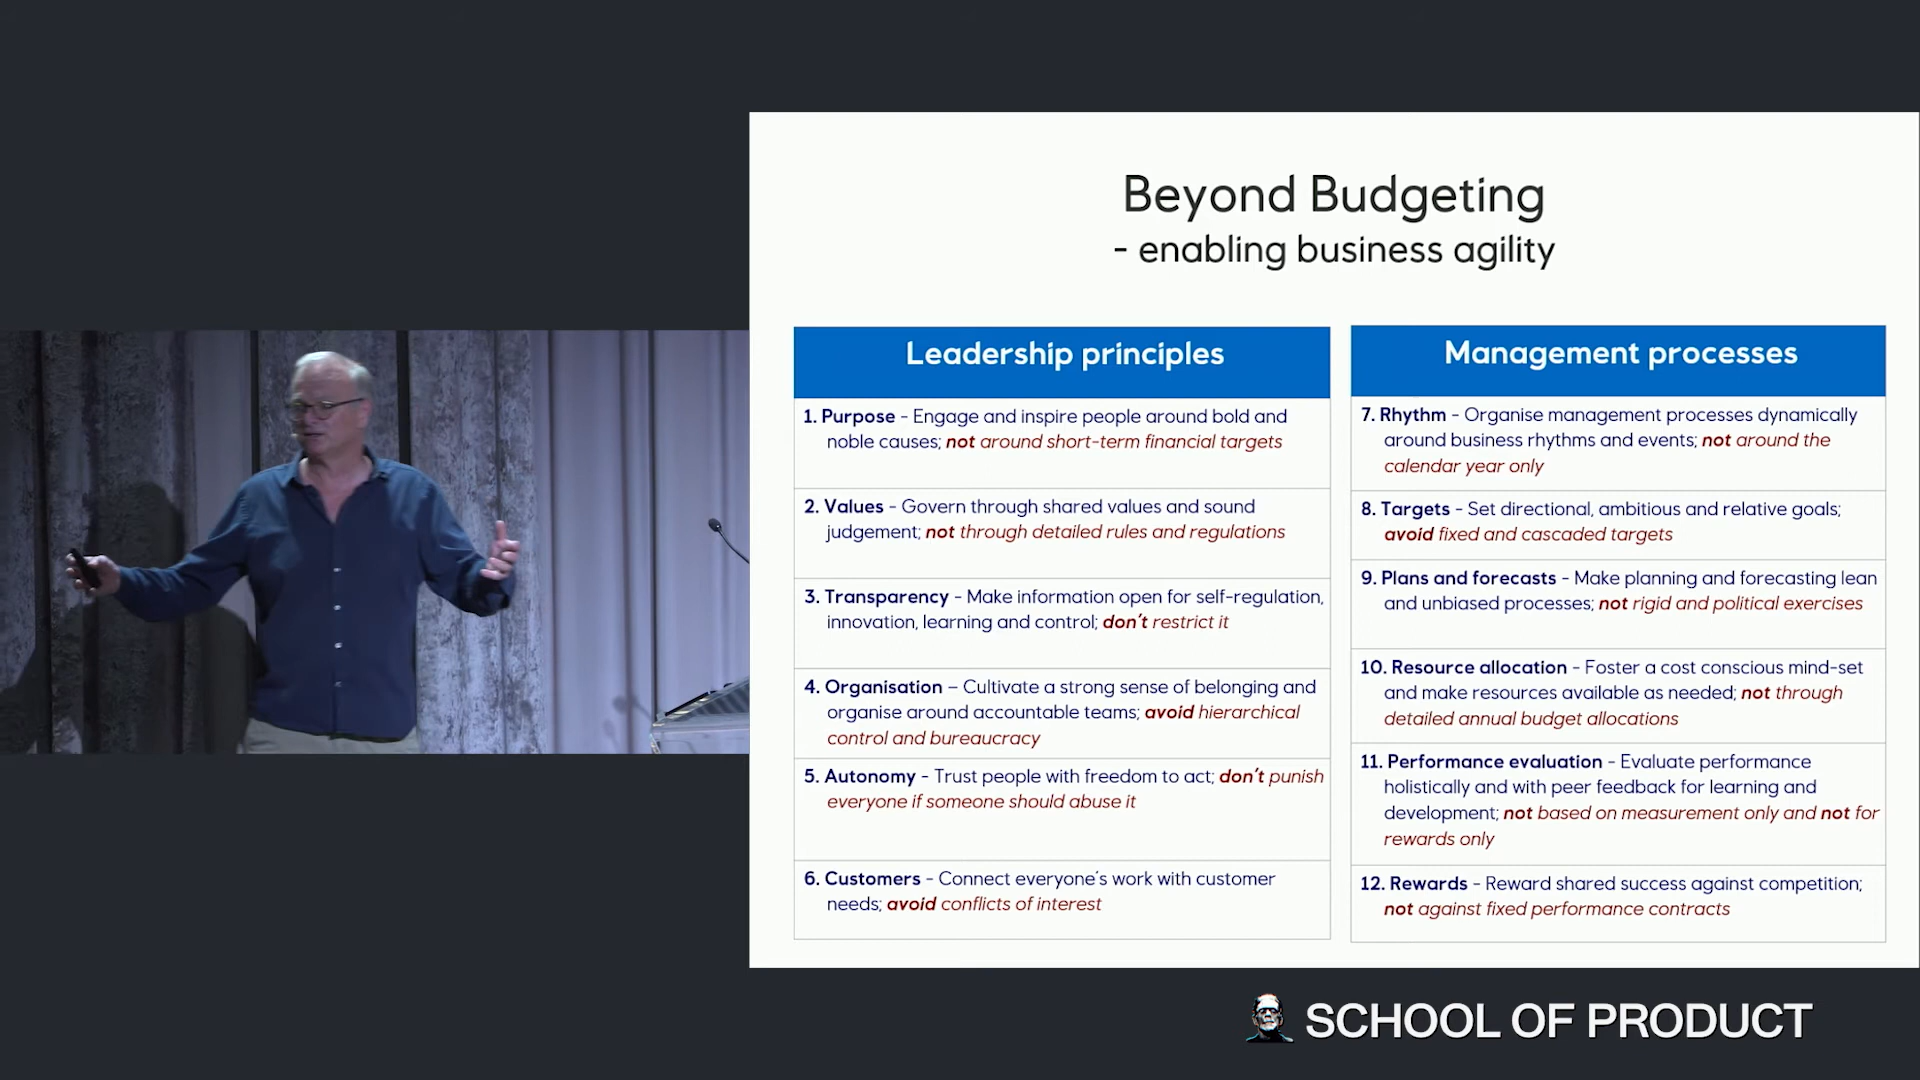 Beyond Budgeting
- enabling business agility
Leadership principles
1. Purpose - Engage and inspire people around bold and
noble causes; not around short-term financial targets
2. Values - Govern through shared values and sound
judgement; not through detailed rules and regulations
3. Transparency - Make information open for self-regulation,
innovation, learning and control; don't restrict it
4. Organisation – Cultivate a strong sense of belonging and
organise around accountable teams; avoid hierarchical
control and bureaucracy
5. Autonomy - Trust people with freedom to act; don't punish
everyone if someone should abuse it
6. Customers - Connect everyone's work with customer
needs; avoid conflicts of interest
Management processes
7. Rhythm - Organise management processes dynamically
around business rhythms and events; not around the
calendar year only
8. Targets - Set directional, ambitious and relative goals;
avoid fixed and cascaded targets
9. Plans and forecasts - Make planning and forecasting lean
and unbiased processes; not rigid and political exercises
10. Resource allocation - Foster a cost conscious mind-set
and make resources available as needed; not through
detailed annual budget allocations
11. Performance evaluation - Evaluate performance
holistically and with peer feedback for learning and
development; not based on measurement only and not for
rewards only
12. Rewards - Reward shared success against competition;
not against fixed performance contracts
SCHOOL OF PRODUCT